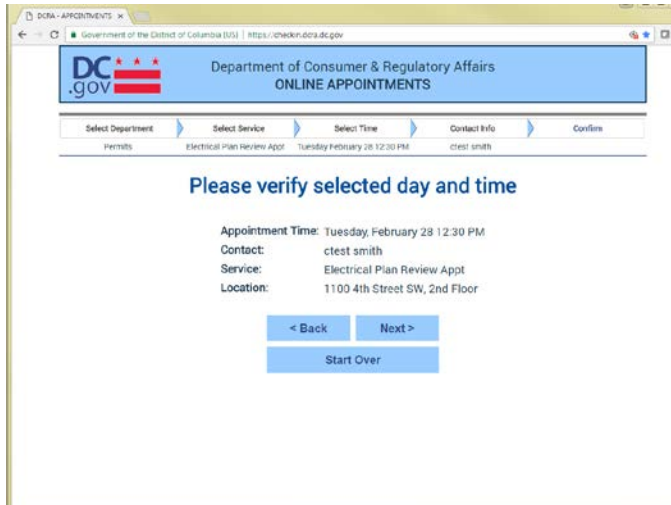 DCRA - APPOINTMENTS
Government of the District of Columbia [US] | https://checkin.dcra.dc.gov
DC
.gov
Department of Consumer & Regulatory Affairs
ONLINE APPOINTMENTS
Select Department Select Service Select Time Contact Info Confirm
Permits Electrical Plan Review Appt Tuesday February 28 12:30 PM ctest smith
Please verify selected day and time
Appointment Time: Tuesday, February 28 12:30 PM
Contact: ctest smith
Service: Electrical Plan Review Appt
Location: 1100 4th Street SW, 2nd Floor
< Back Next >
Start Over